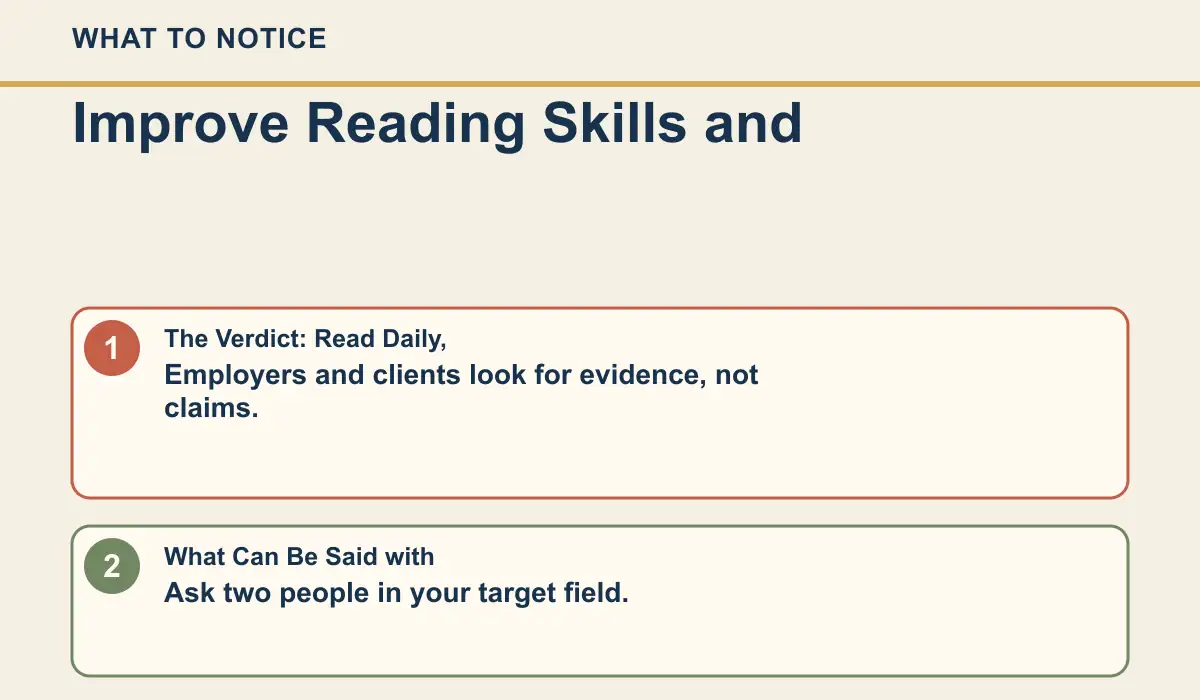 WHAT TO NOTICE
Improve Reading Skills and
1
The Verdict: Read Daily,
Employers and clients look for evidence, not
claims.
2
What Can Be Said with
Ask two people in your target field.